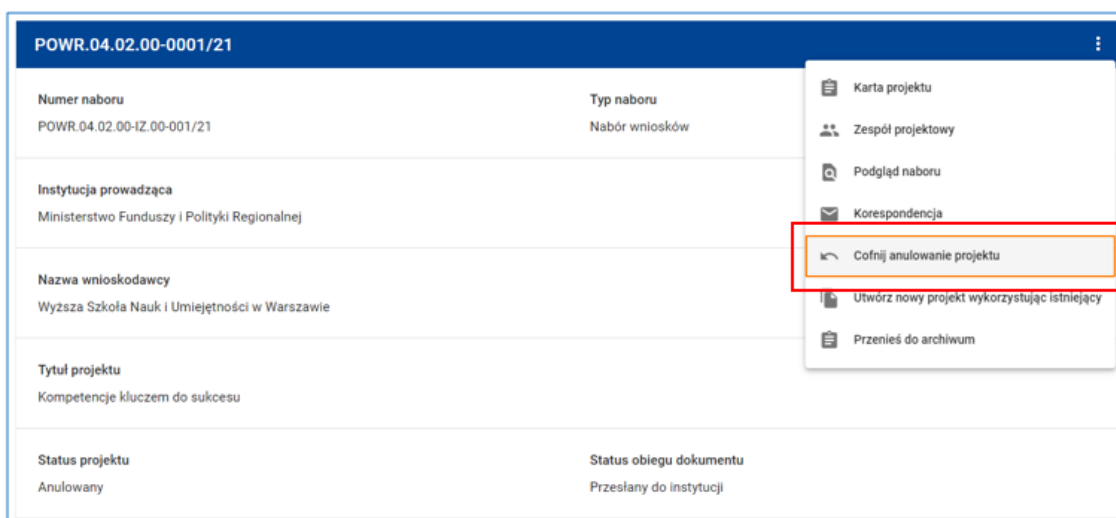 POWR.04.02.00-0001/21
Numer naboru
POWR.04.02.00-IZ.00-001/21
Typ naboru
Nabór wniosków
Instytucja prowadząca
Ministerstwo Funduszy i Polityki Regionalnej
Nazwa wnioskodawcy
Wyższa Szkoła Nauk i Umiejętności w Warszawie
Tytuł projektu
Kompetencje kluczem do sukcesu
Status projektu
Anulowany
Status obiegu dokumentu
Przesłany do instytucji
Karta projektu
Zespół projektowy
Podgląd naboru
Korespondencja
Cofnij anulowanie projektu
Utwórz nowy projekt wykorzystując istniejący
Przenieś do archiwum